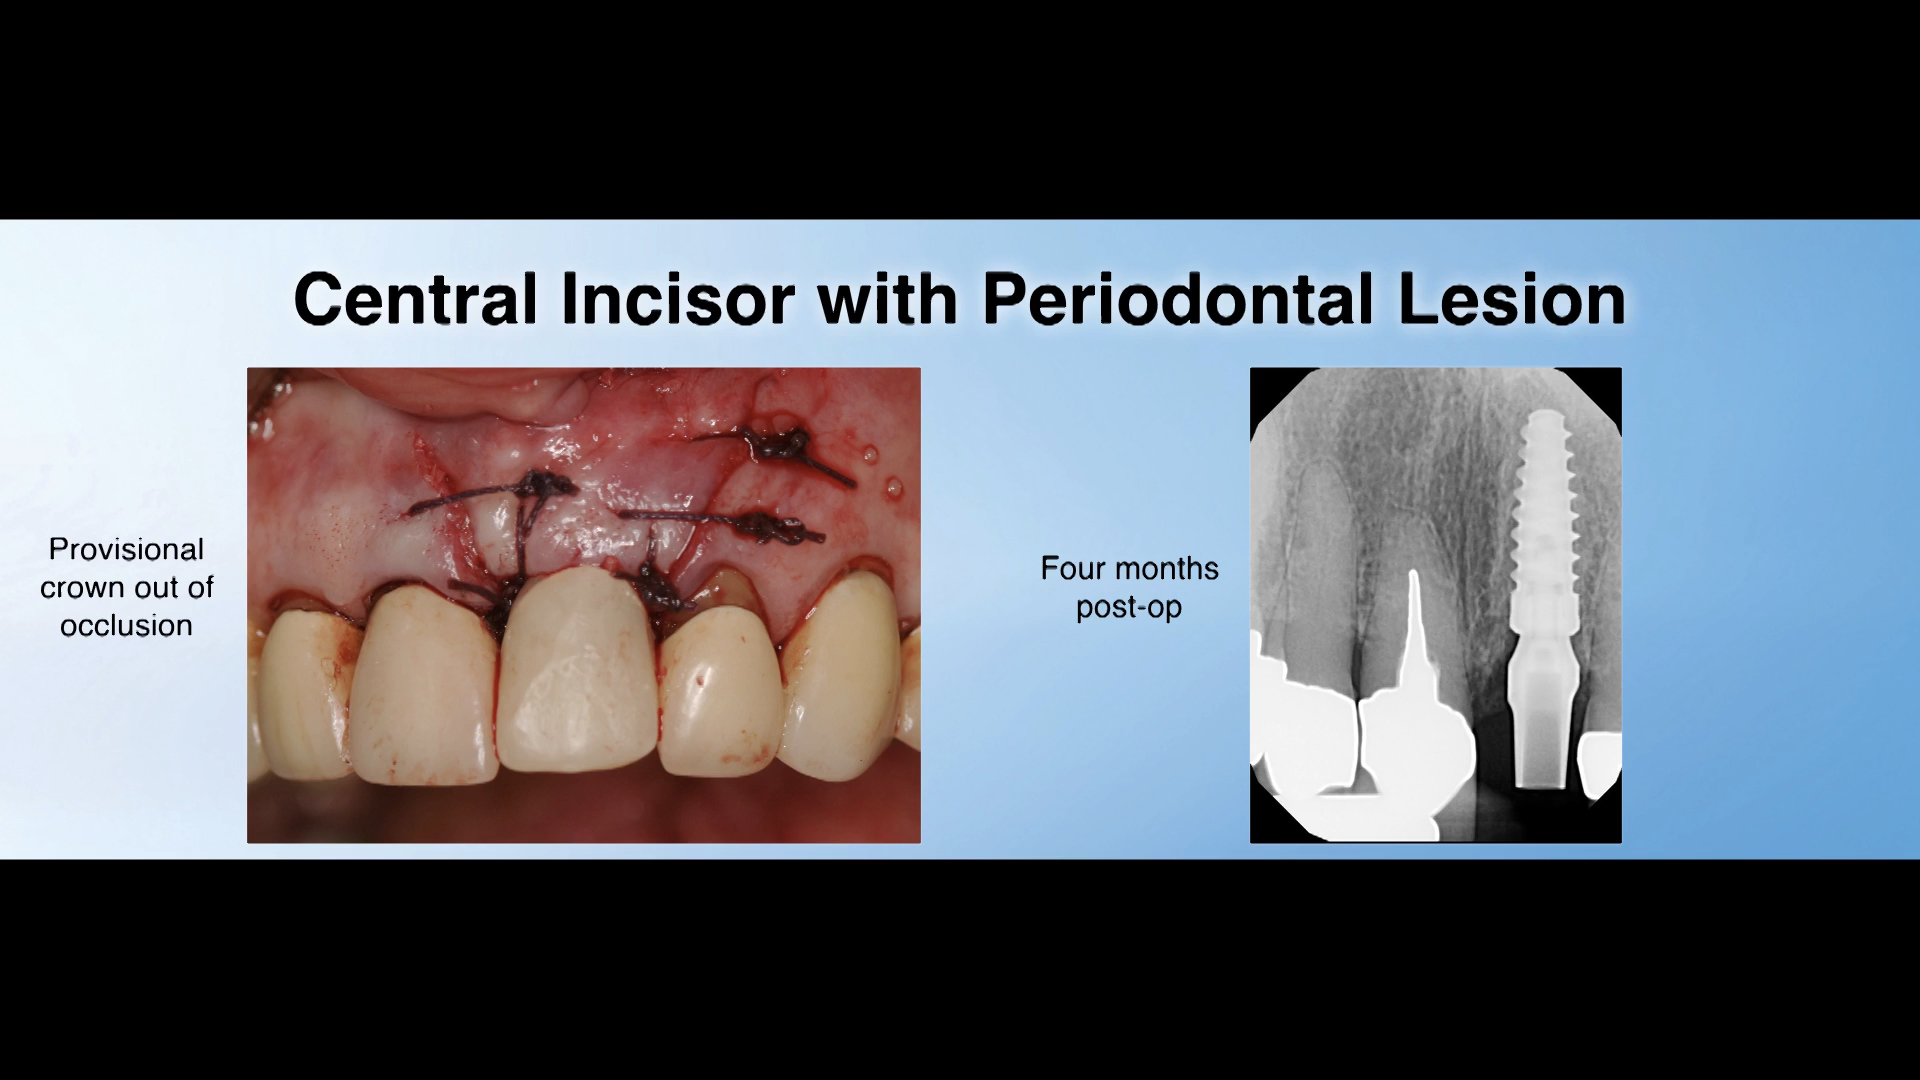 Central Incisor with Periodontal Lesion
Provisional
crown out of
occlusion
Four months
post-op